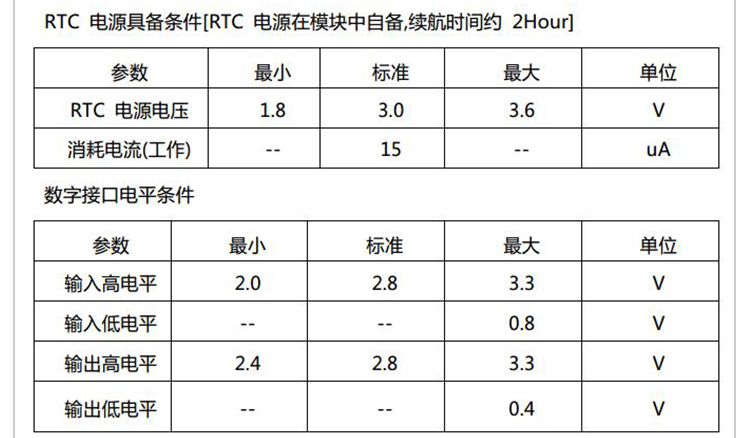 RTC 电源具备条件[RTC 电源在模块中自备,续航时间约 2Hour]
参数 最小 标准 最大 单位
RTC 电源电压 1.8 3.0 3.6 V
消耗电流(工作) -- 15 -- uA
数字接口电平条件
参数 最小 标准 最大 单位
输入高电平 2.0 2.8 3.3 V
输入低电平 -- -- 0.8 V
输出高电平 2.4 2.8 3.3 V
输出低电平 -- -- 0.4 V